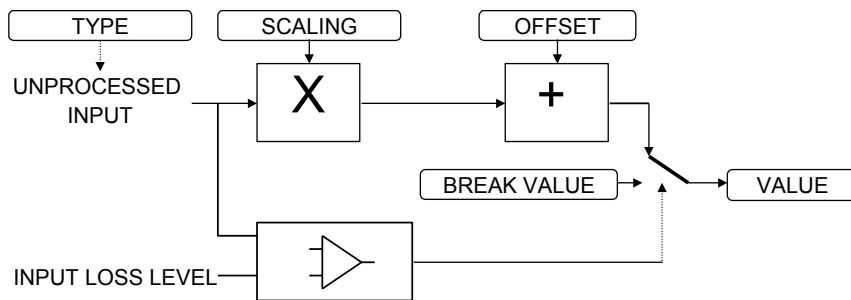 TYPE
SCALING
OFFSET
UNPROCESSED
INPUT
X
+
BREAK VALUE
VALUE
INPUT LOSS LEVEL